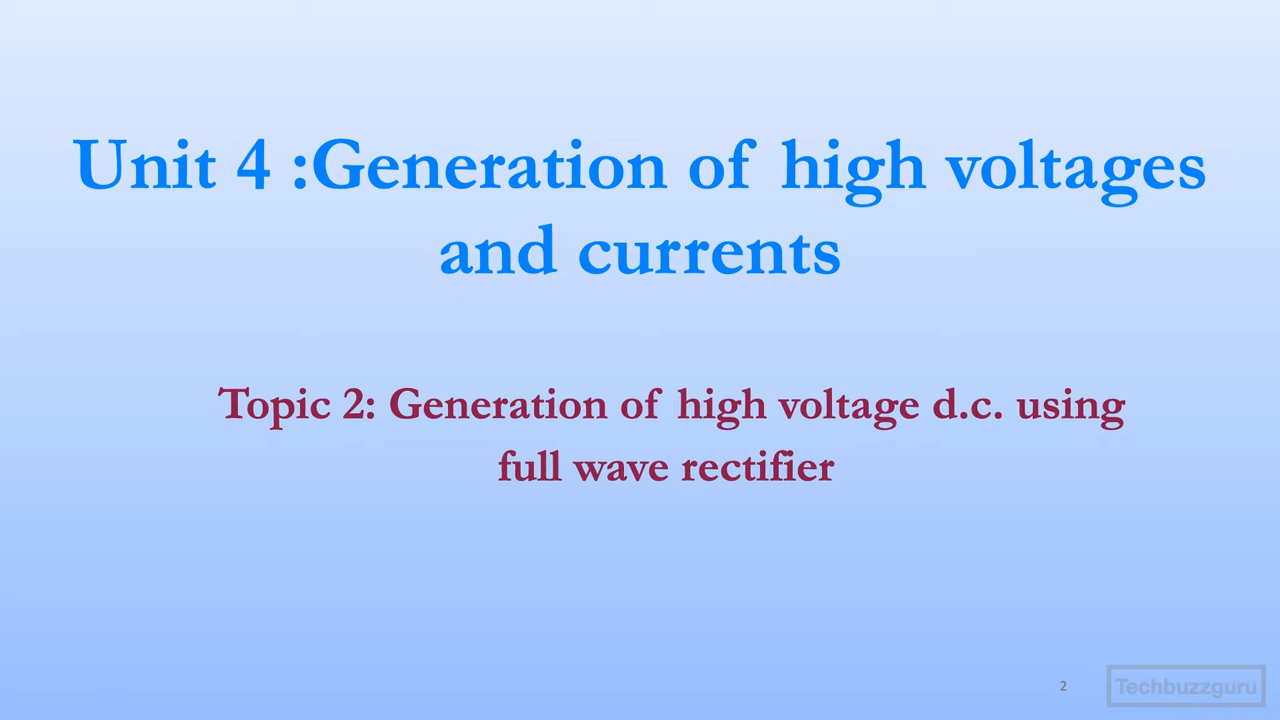 Unit 4 :Generation of high voltages
and currents
Topic 2: Generation of high voltage d.c. using
full wave rectifier
2
Techbuzzguru